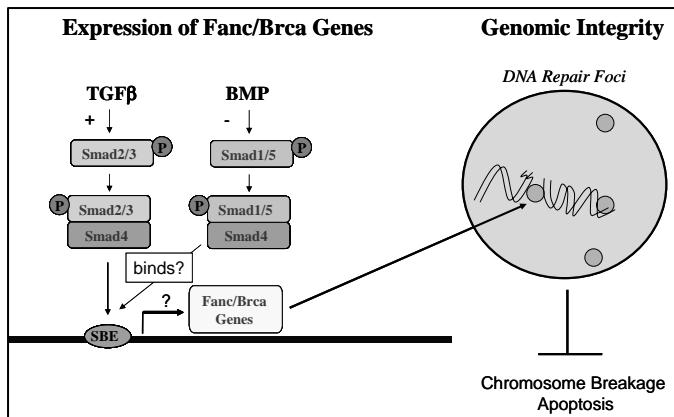 Expression of Fanc/Brca Genes
Genomic Integrity
DNA Repair Foci
TGFβ
BMP
+
-
Smad2/3
P
Smad1/5
P
P
Smad2/3
Smad4
P
Smad1/5
Smad4
binds?
?
Fanc/Brca
Genes
SBE
Chromosome Breakage
Apoptosis